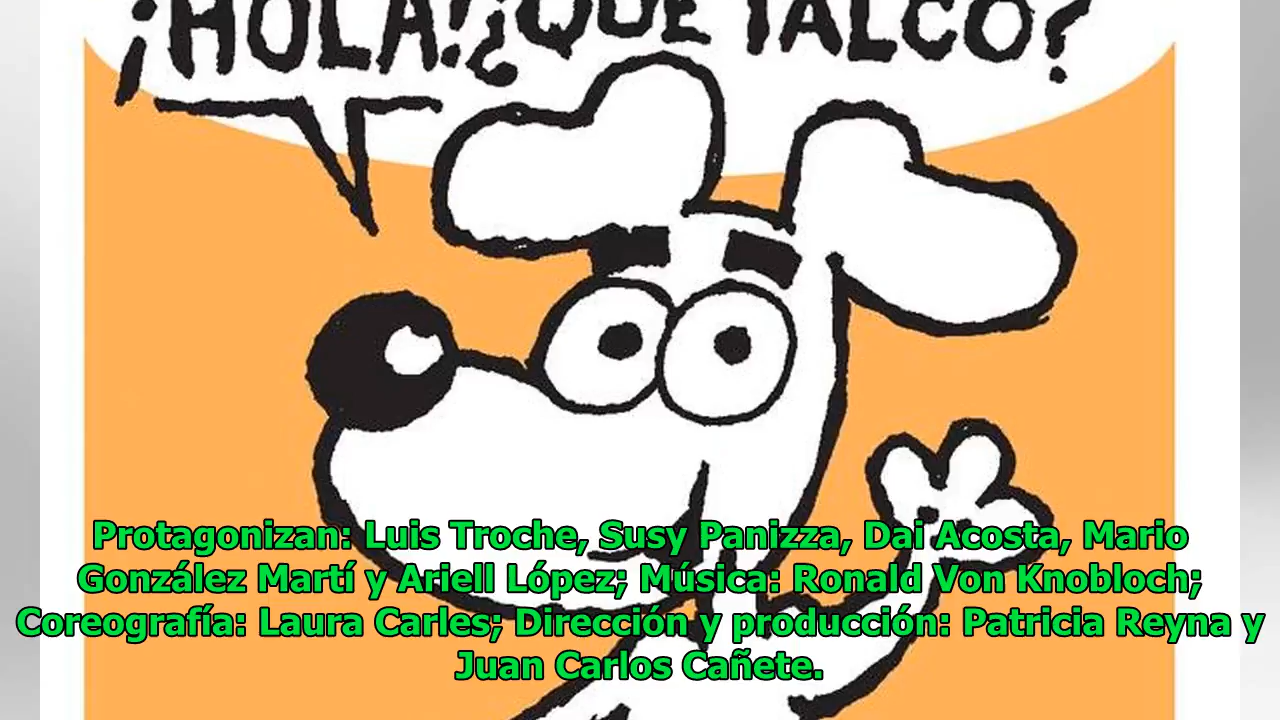 ¡HOLA!¿QUÉ TALCO?
Protagonizan: Luis Troche, Susy Panizza, Dai Acosta, Mario
González Martí y Ariell López; Música: Ronald Von Knobloch;
Coreografía: Laura Carles; Dirección y producción: Patricia Reyna y
Juan Carlos Cañete.